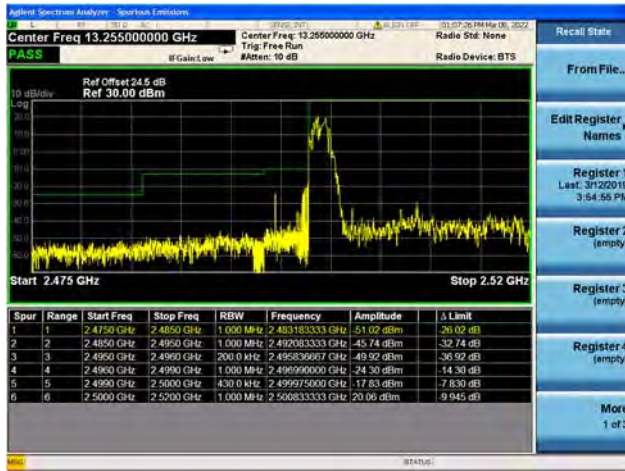 Agilent Spectrum Analyzer - Spurious Emissions
ALIGN OFF
01:07:26 PM Mar 06, 2022
Center Freq 13.255000000 GHz
Center Freq: 13.255000000 GHz
Radio Std: None
Trig: Free Run
PASS
IFGain:Low
#Atten: 10 dB
Radio Device: BTS
Ref Offset 24.5 dB
10 dB/div
Ref 30.00 dBm
Log
Start 2.475 GHz
Stop 2.52 GHz
Spur Range Start Freq Stop Freq RBW Frequency Amplitude Δ Limit
1 1 2.4750 GHz 2.4850 GHz 1.000 MHz 2.483183333 GHz -51.02 dBm -26.02 dB
2 2 2.4850 GHz 2.4950 GHz 1.000 MHz 2.492083333 GHz -45.74 dBm -32.74 dB
3 3 2.4950 GHz 2.4960 GHz 200.0 kHz 2.495836667 GHz -49.92 dBm -36.92 dB
4 4 2.4960 GHz 2.4990 GHz 1.000 MHz 2.496990000 GHz -24.30 dBm -14.30 dB
5 5 2.4990 GHz 2.5000 GHz 430.0 kHz 2.499975000 GHz -17.83 dBm -7.830 dB
6 6 2.5000 GHz 2.5200 GHz 1.000 MHz 2.500833333 GHz 20.06 dBm -9.945 dB
MSG
STATUS
Recall State
From File...
Edit Register
Names
Register 1
Last: 3/12/2019
3:54:55 PM
Register 2
(empty
Register 3
(empty
Register 4
(empty
More
1 of